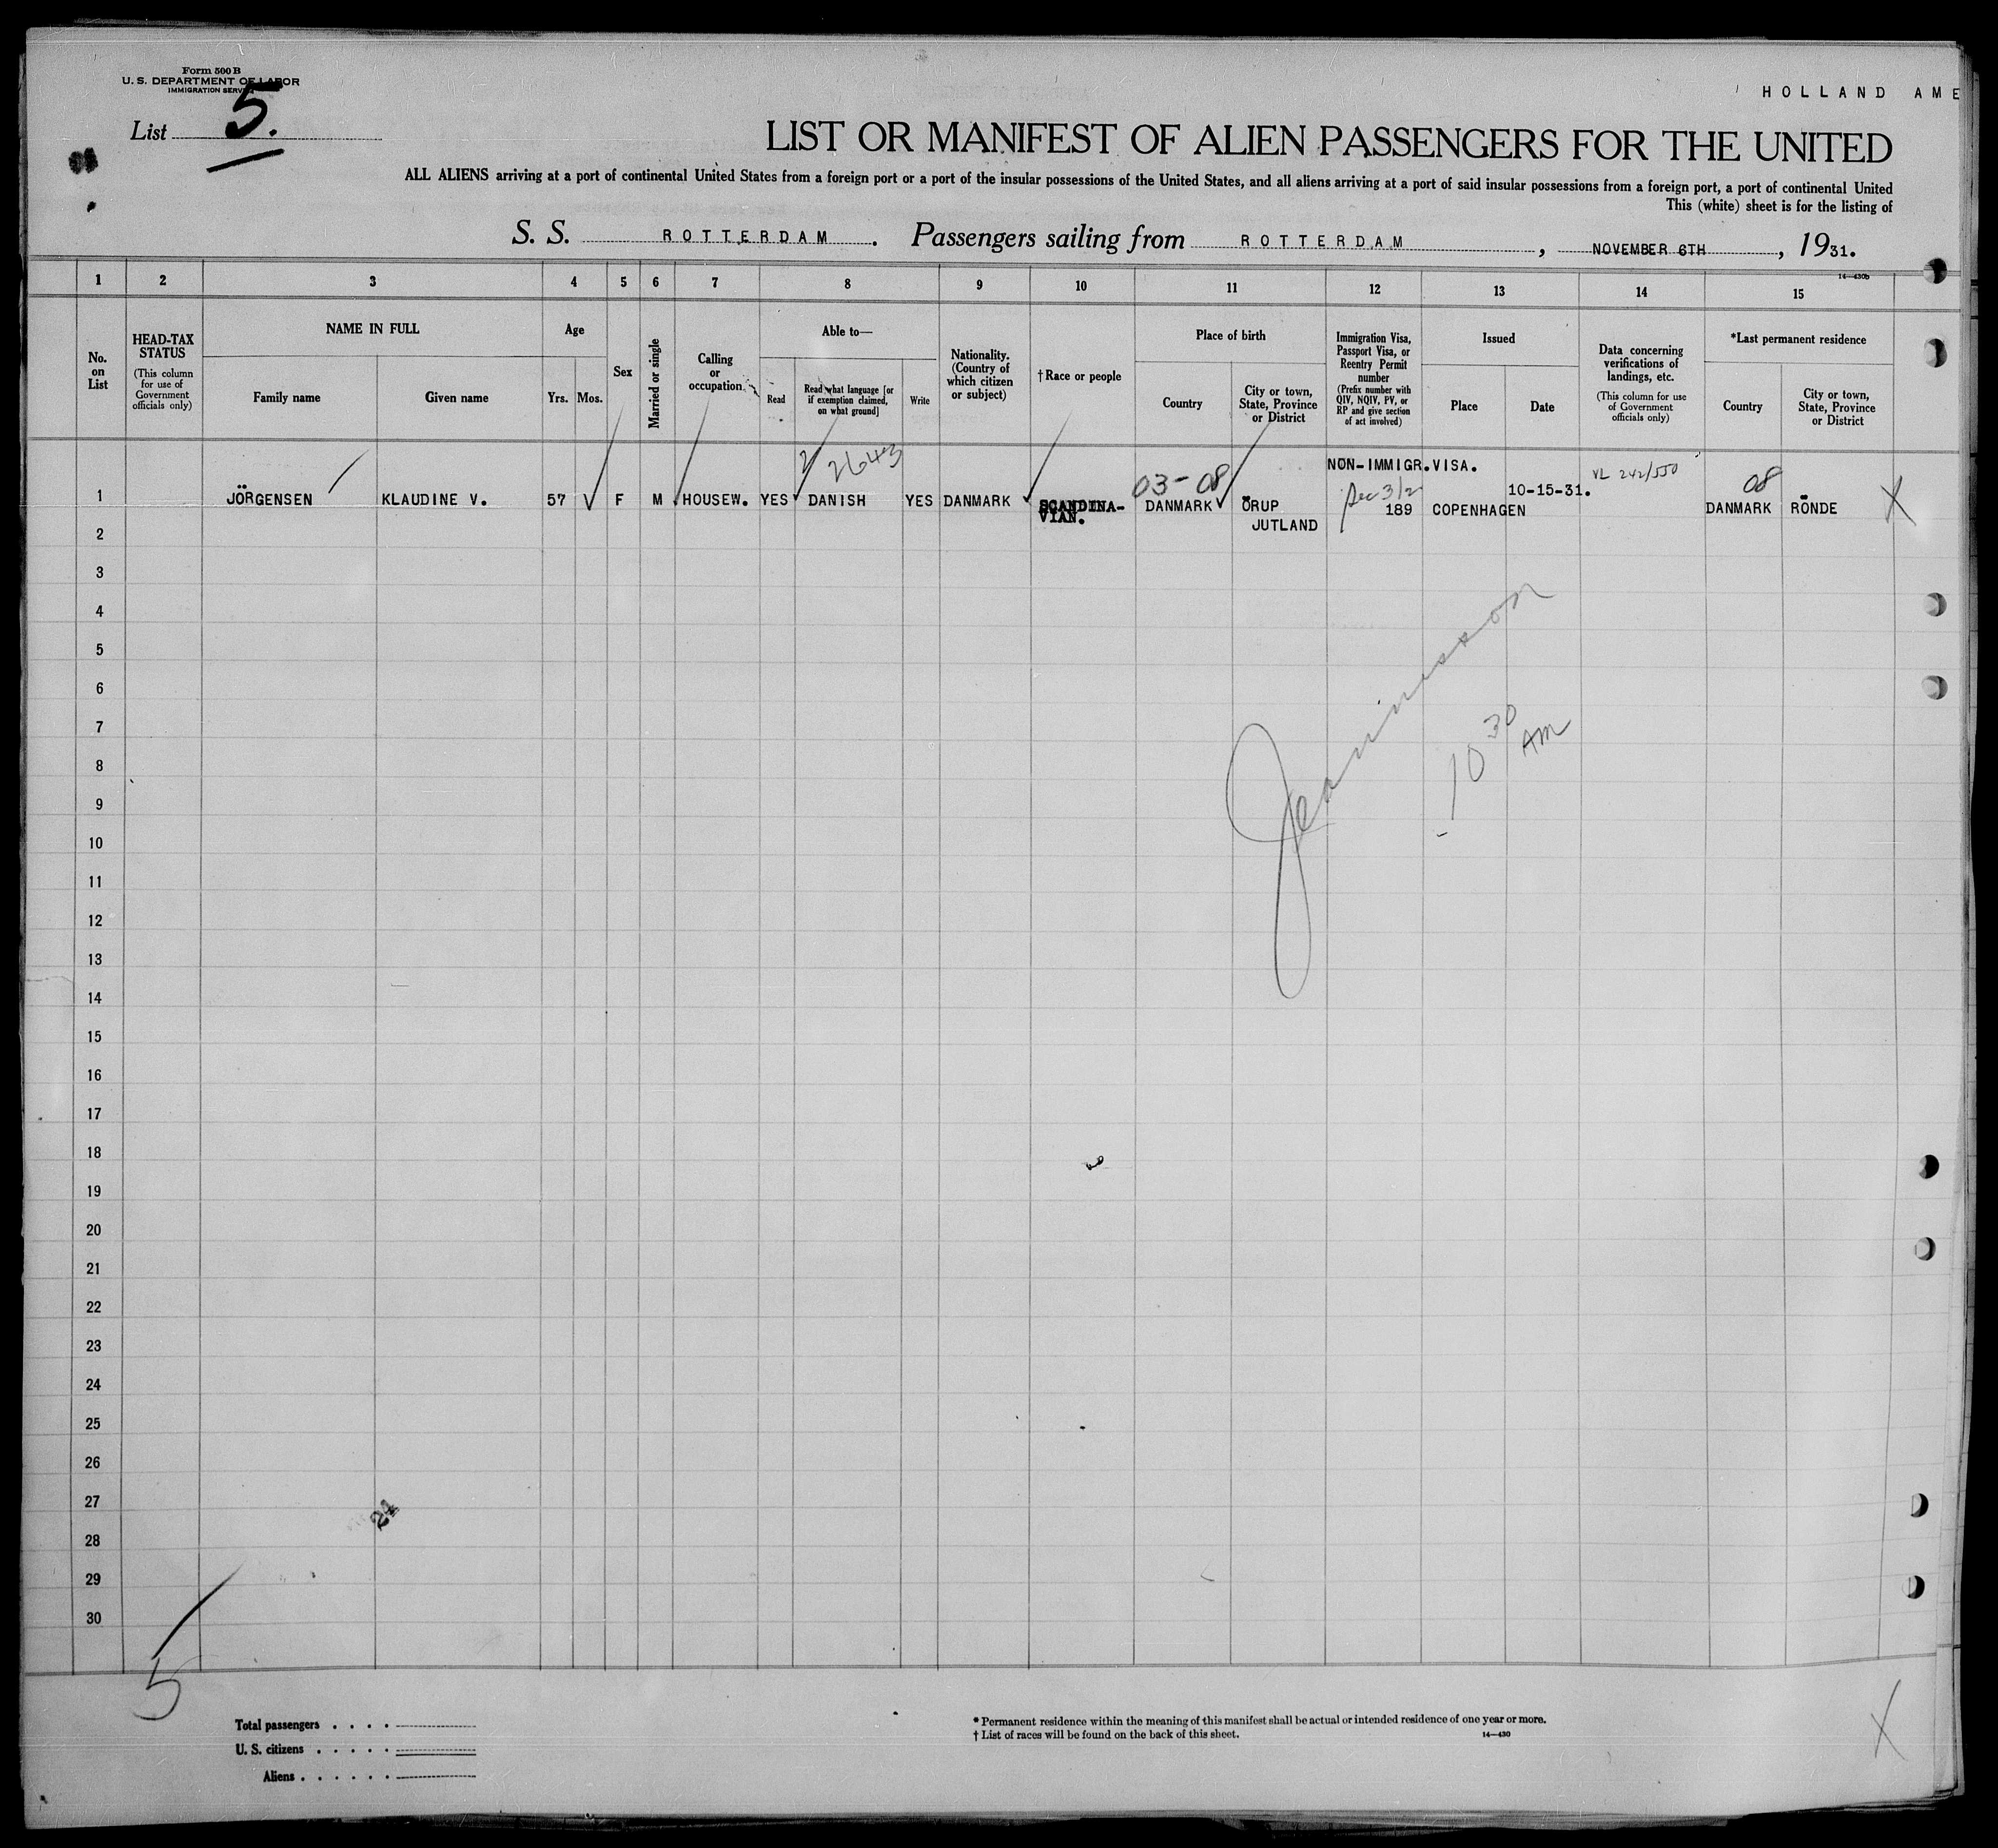 Form 500 B
U. S. DEPARTMENT OF LABOR
IMMIGRATION SERVICE
HOLLAND AME
List 5.
LIST OR MANIFEST OF ALIEN PASSENGERS FOR THE UNITED
ALL ALIENS arriving at a port of continental United States from a foreign port or a port of the insular possessions of the United States, and all aliens arriving at a port of said insular possessions from a foreign port, a port of continental United
This (white) sheet is for the listing of
S. S. ROTTERDAM. Passengers sailing from ROTTERDAM, NOVEMBER 6TH, 1931.
14—430b
1 2 3 4 5 6 7 8 9 10 11 12 13 14 15
No. on List
HEAD-TAX STATUS
(This column for use of Government officials only)
NAME IN FULL
Family name
Given name
Age
Yrs. Mos.
Sex
Married or single
Calling or occupation
Able to—
Read
Read what language [or if exemption claimed, on what ground]
Write
Nationality. (Country of which citizen or subject)
†Race or people
Place of birth
Country
City or town, State, Province or District
Immigration Visa, Passport Visa, or Reentry Permit number
(Prefix number with QIV, NQIV, PV, or RP and give section of act involved)
Issued
Place
Date
Data concerning verifications of landings, etc.
(This column for use of Government officials only)
*Last permanent residence
Country
City or town, State, Province or District
2643
03-08
NON-IMMIGR.VISA.
Sec 3/2
VL 242/550
08
1 JÖRGENSEN KLAUDINE V. 57 F M HOUSEW. YES DANISH YES DANMARK SCANDINA-VIAN. DANMARK ÖRUP JUTLAND 189 COPENHAGEN 10-15-31. DANMARK RÖNDE X
2
3
4
5
6
7
8
9
10
11
12
13
14
15
16
17
18
19
20
21
22
23
24
25
26
27
28
29
30
10 30 AM
24
5
X
Total passengers
U. S. citizens
Aliens
* Permanent residence within the meaning of this manifest shall be actual or intended residence of one year or more.
† List of races will be found on the back of this sheet.
14—430